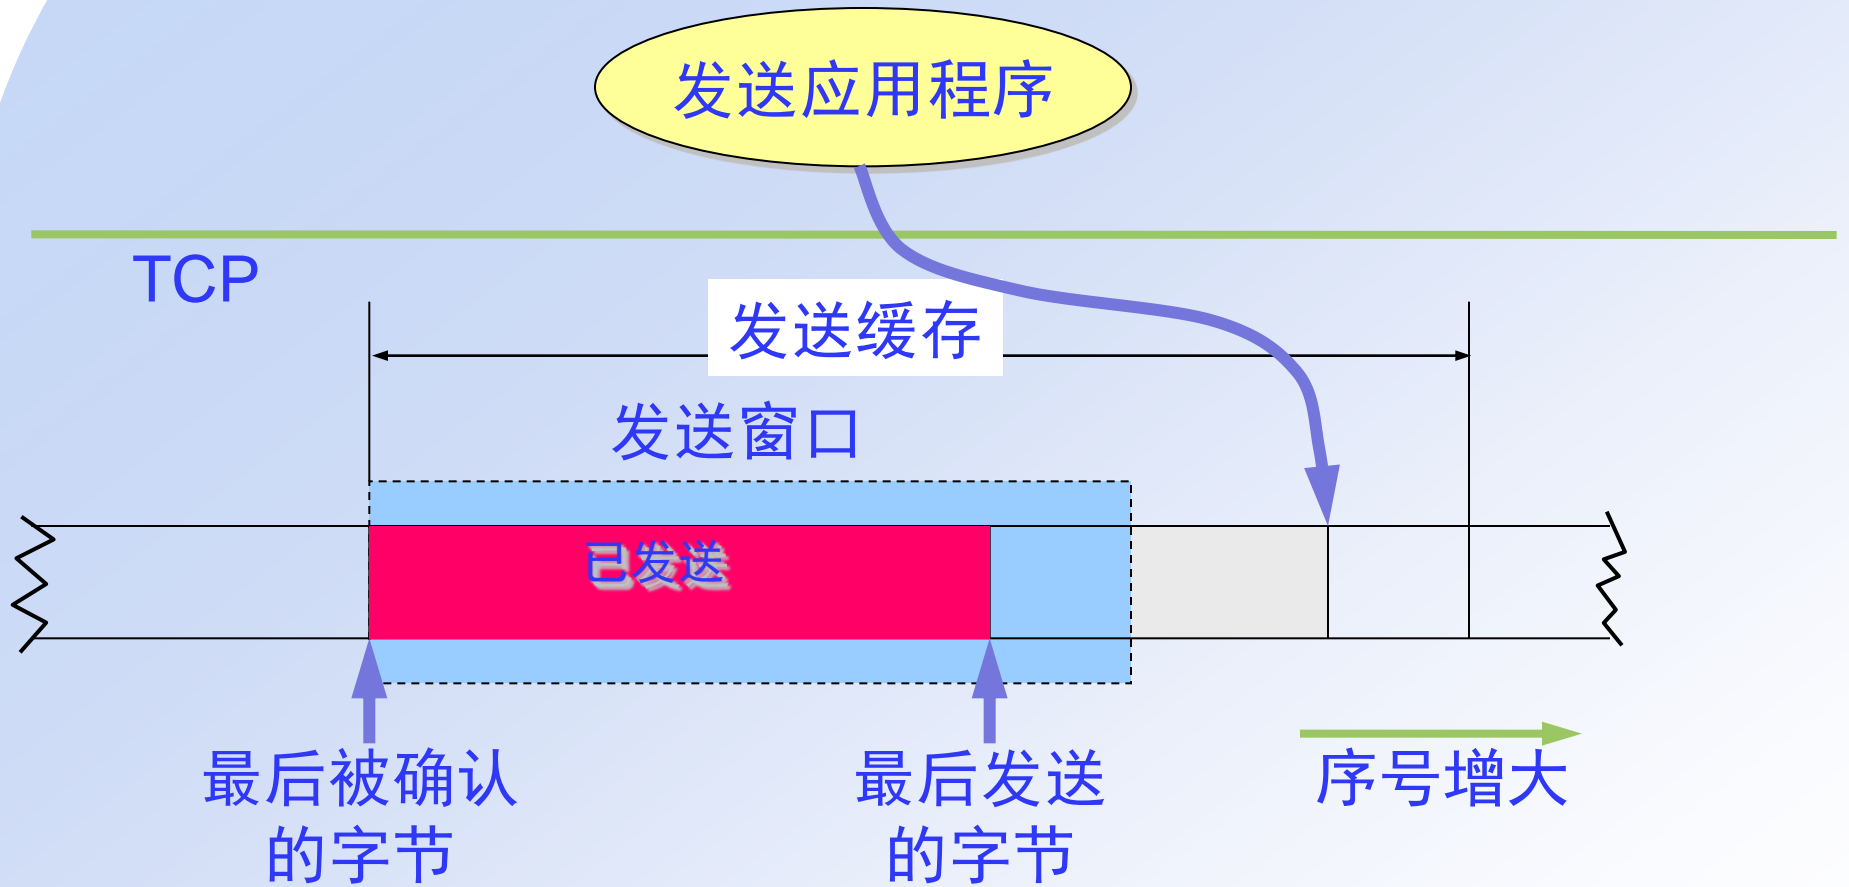 发送应用程序
TCP
发送缓存
发送窗口
已发送
最后被确认
的字节
最后发送
的字节
序号增大